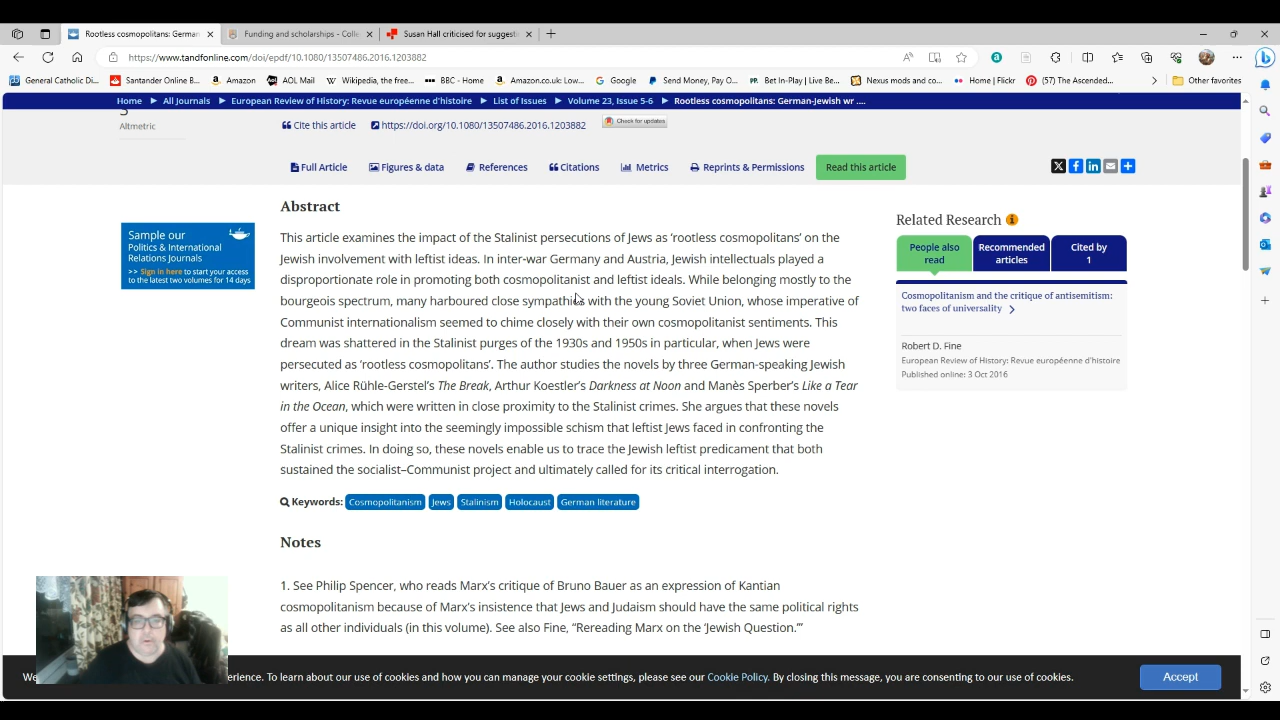 Rootless cosmopolitans: German
Funding and scholarships - Colle
Susan Hall criticised for suggest
https://www.tandfonline.com/doi/epdf/10.1080/13507486.2016.1203882
General Catholic Di...
Santander Online B...
Amazon
AOL Mail
Wikipedia, the free...
BBC - Home
Amazon.co.uk: Low...
Google
Send Money, Pay O...
Bet In-Play | Live Be...
Nexus mods and co...
Home | Flickr
(57) The Ascended...
Other favorites
Home
All Journals
European Review of History: Revue européenne d'histoire
List of Issues
Volume 23, Issue 5-6
Rootless cosmopolitans: German-Jewish wr ....
3
Altmetric
Cite this article
https://doi.org/10.1080/13507486.2016.1203882
Check for updates
Full Article
Figures & data
References
Citations
Metrics
Reprints & Permissions
Read this article
Sample our
Politics & International
Relations Journals
>> Sign in here to start your access
to the latest two volumes for 14 days
Abstract
This article examines the impact of the Stalinist persecutions of Jews as ‘rootless cosmopolitans’ on the
Jewish involvement with leftist ideas. In inter-war Germany and Austria, Jewish intellectuals played a
disproportionate role in promoting both cosmopolitanist and leftist ideals. While belonging mostly to the
bourgeois spectrum, many harboured close sympathies with the young Soviet Union, whose imperative of
Communist internationalism seemed to chime closely with their own cosmopolitanist sentiments. This
dream was shattered in the Stalinist purges of the 1930s and 1950s in particular, when Jews were
persecuted as ‘rootless cosmopolitans’. The author studies the novels by three German-speaking Jewish
writers, Alice Rühle-Gerstel’s The Break, Arthur Koestler’s Darkness at Noon and Manès Sperber’s Like a Tear
in the Ocean, which were written in close proximity to the Stalinist crimes. She argues that these novels
offer a unique insight into the seemingly impossible schism that leftist Jews faced in confronting the
Stalinist crimes. In doing so, these novels enable us to trace the Jewish leftist predicament that both
sustained the socialist–Communist project and ultimately called for its critical interrogation.
Keywords: Cosmopolitanism Jews Stalinism Holocaust German literature
Notes
1. See Philip Spencer, who reads Marx’s critique of Bruno Bauer as an expression of Kantian
cosmopolitanism because of Marx’s insistence that Jews and Judaism should have the same political rights
as all other individuals (in this volume). See also Fine, “Rereading Marx on the ‘Jewish Question.’”
Related Research
People also
read
Recommended
articles
Cited by
1
Cosmopolitanism and the critique of antisemitism:
two faces of universality
Robert D. Fine
European Review of History: Revue européenne d'histoire
Published online: 3 Oct 2016
We
erience. To learn about our use of cookies and how you can manage your cookie settings, please see our Cookie Policy. By closing this message, you are consenting to our use of cookies.
Accept